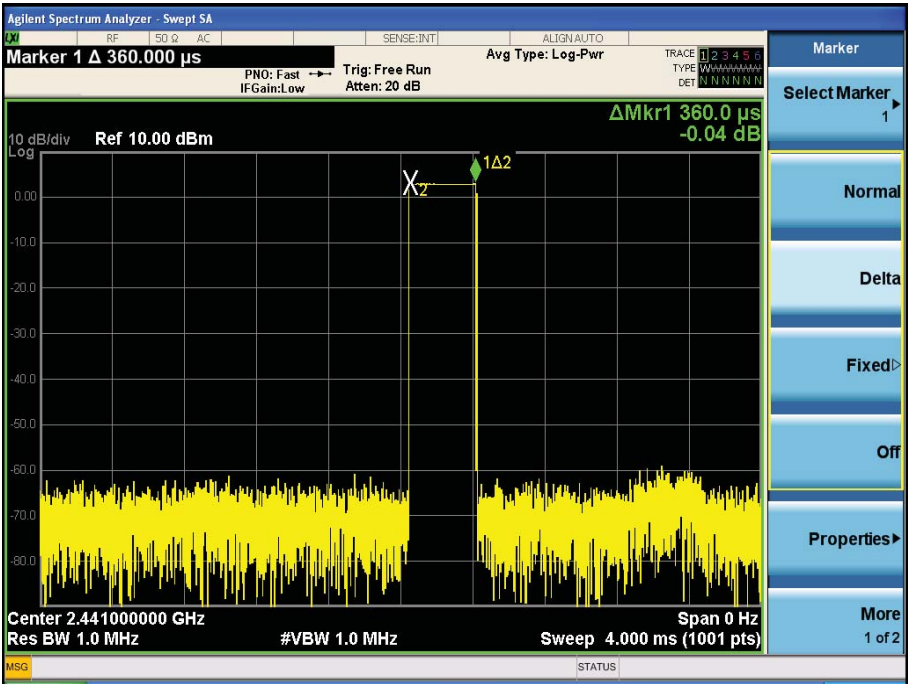 Agilent Spectrum Analyzer - Swept SA
LXI RF 50 Ω AC SENSE:INT ALIGN AUTO
Marker 1 Δ 360.000 μs
PNO: Fast
IFGain:Low
Trig: Free Run
Atten: 20 dB
Avg Type: Log-Pwr
TRACE 1 2 3 4 5 6
TYPE WWWWWW
DET N N N N N N
ΔMkr1 360.0 μs
-0.04 dB
10 dB/div Ref 10.00 dBm
Log
1Δ2
X2
0.00
-10.0
-20.0
-30.0
-40.0
-50.0
-60.0
-70.0
-80.0
Center 2.441000000 GHz Span 0 Hz
Res BW 1.0 MHz #VBW 1.0 MHz Sweep 4.000 ms (1001 pts)
MSG STATUS
Marker
Select Marker
1
Normal
Delta
Fixed
Off
Properties
More
1 of 2